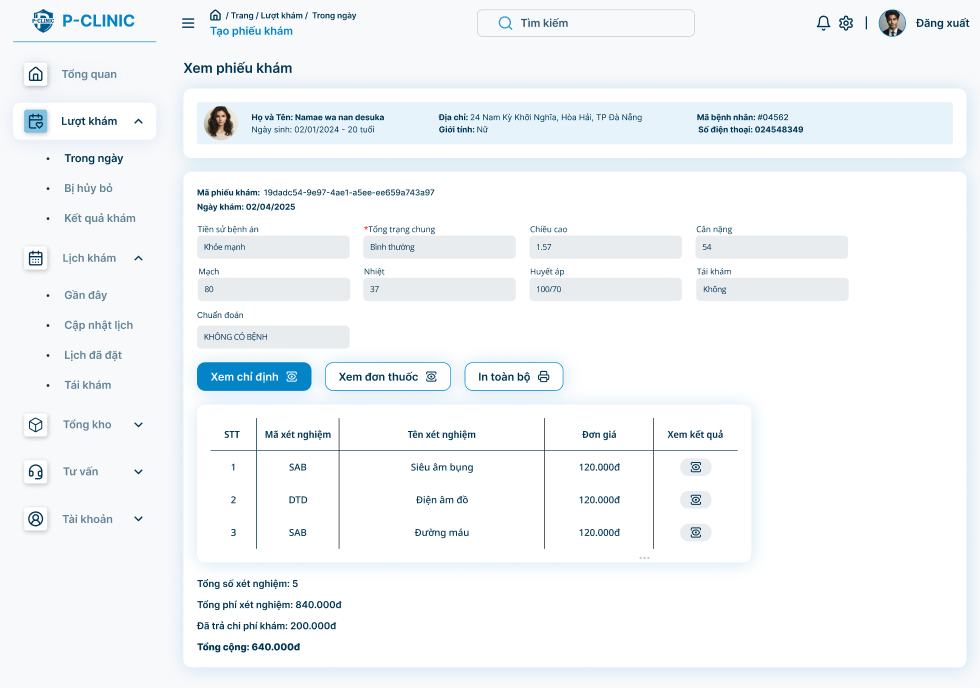 P-CLINIC
P-CLINIC
/ Trang / Lượt khám / Trong ngày
Tạo phiếu khám
Tìm kiếm
Đăng xuất
Tổng quan
Lượt khám
Trong ngày
Bị hủy bỏ
Kết quả khám
Lịch khám
Gần đây
Cập nhật lịch
Lịch đã đặt
Tái khám
Tổng kho
Tư vấn
Tài khoản
Xem phiếu khám
Họ và Tên: Namae wa nan desuka
Ngày sinh: 02/01/2024 - 20 tuổi
Địa chỉ: 24 Nam Kỳ Khởi Nghĩa, Hòa Hải, TP Đà Nẵng
Giới tính: Nữ
Mã bệnh nhân: #04562
Số điện thoại: 024548349
Mã phiếu khám: 19dadc54-9e97-4ae1-a5ee-ee659a743a97
Ngày khám: 02/04/2025
Tiền sử bệnh án *Tổng trạng chung Chiều cao Cân nặng
Khỏe mạnh Bình thường 1.57 54
Mạch Nhiệt Huyết áp Tái khám
80 37 100/70 Không
Chuẩn đoán
KHÔNG CÓ BỆNH
Xem chỉ định Xem đơn thuốc In toàn bộ
STT Mã xét nghiệm Tên xét nghiệm Đơn giá Xem kết quả
1 SAB Siêu âm bụng 120.000đ
2 DTD Điện âm đồ 120.000đ
3 SAB Đường máu 120.000đ
...
Tổng số xét nghiệm: 5
Tổng phí xét nghiệm: 840.000đ
Đã trả chi phí khám: 200.000đ
Tổng cộng: 640.000đ